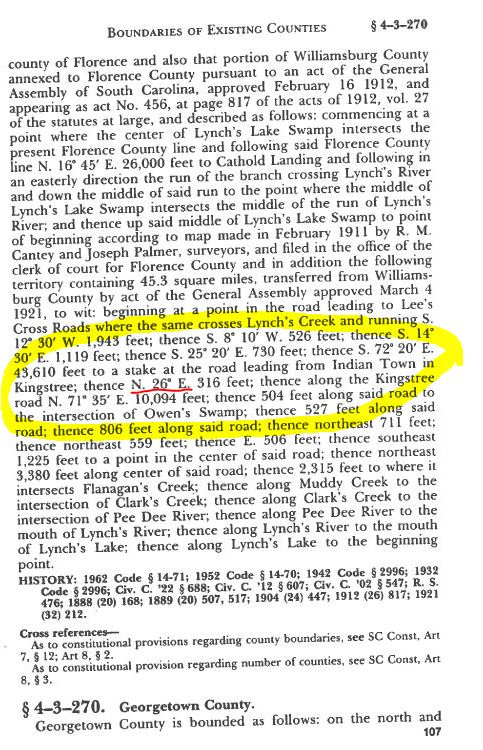 BOUNDARIES OF EXISTING COUNTIES § 4-3-270
county of Florence and also that portion of Williamsburg County
annexed to Florence County pursuant to an act of the General
Assembly of South Carolina, approved February 16 1912, and
appearing as act No. 456, at page 817 of the acts of 1912, vol. 27
of the statutes at large, and described as follows: commencing at a
point where the center of Lynch's Lake Swamp intersects the
present Florence County line and following said Florence County
line N. 16° 45' E. 26,000 feet to Cathold Landing and following in
an easterly direction the run of the branch crossing Lynch's River
and down the middle of said run to the point where the middle of
Lynch's Lake Swamp intersects the middle of the run of Lynch's
River; and thence up said middle of Lynch's Lake Swamp to point
of beginning according to map made in February 1911 by R. M.
Cantey and Joseph Palmer, surveyors, and filed in the office of the
clerk of court for Florence County and in addition the following
territory containing 45.3 square miles, transferred from Williams-
burg County by act of the General Assembly approved March 4
1921, to wit: beginning at a point in the road leading to Lee's
Cross Roads where the same crosses Lynch's Creek and running S.
12° 30' W. 1,943 feet; thence S. 8° 10' W. 526 feet; thence S. 14°
30' E. 1,119 feet; thence S. 25° 20' E. 730 feet; thence S. 72° 20' E.
43,610 feet to a stake at the road leading from Indian Town in
Kingstree; thence N. 26° E. 316 feet; thence along the Kingstree
road N. 71° 35' E. 10,094 feet; thence 504 feet along said road to
the intersection of Owen's Swamp; thence 527 feet along said
road; thence 806 feet along said road; thence northeast 711 feet;
thence northeast 559 feet; thence E. 506 feet; thence southeast
1,225 feet to a point in the center of said road; thence northeast
3,380 feet along center of said road; thence 2,315 feet to where it
intersects Flanagan's Creek; thence along Muddy Creek to the
intersection of Clark's Creek; thence along Clark's Creek to the
intersection of Pee Dee River; thence along Pee Dee River to the
mouth of Lynch's River; thence along Lynch's River to the mouth
of Lynch's Lake; thence along Lynch's Lake to the beginning
point.
HISTORY: 1962 Code § 14-71; 1952 Code § 14-70; 1942 Code § 2996; 1932
Code § 2996; Civ. C. '22 § 688; Civ. C. '12 § 607; Civ. C. '02 § 547; R. S.
476; 1888 (20) 168; 1889 (20) 507, 517; 1904 (24) 447; 1912 (26) 817; 1921
(32) 212.
Cross references—
As to constitutional provisions regarding county boundaries, see SC Const, Art
7, § 12; Art 8, § 2.
As to constitutional provision regarding number of counties, see SC Const, Art
8, § 3.
§ 4-3-270. Georgetown County.
Georgetown County is bounded as follows: on the north and
107